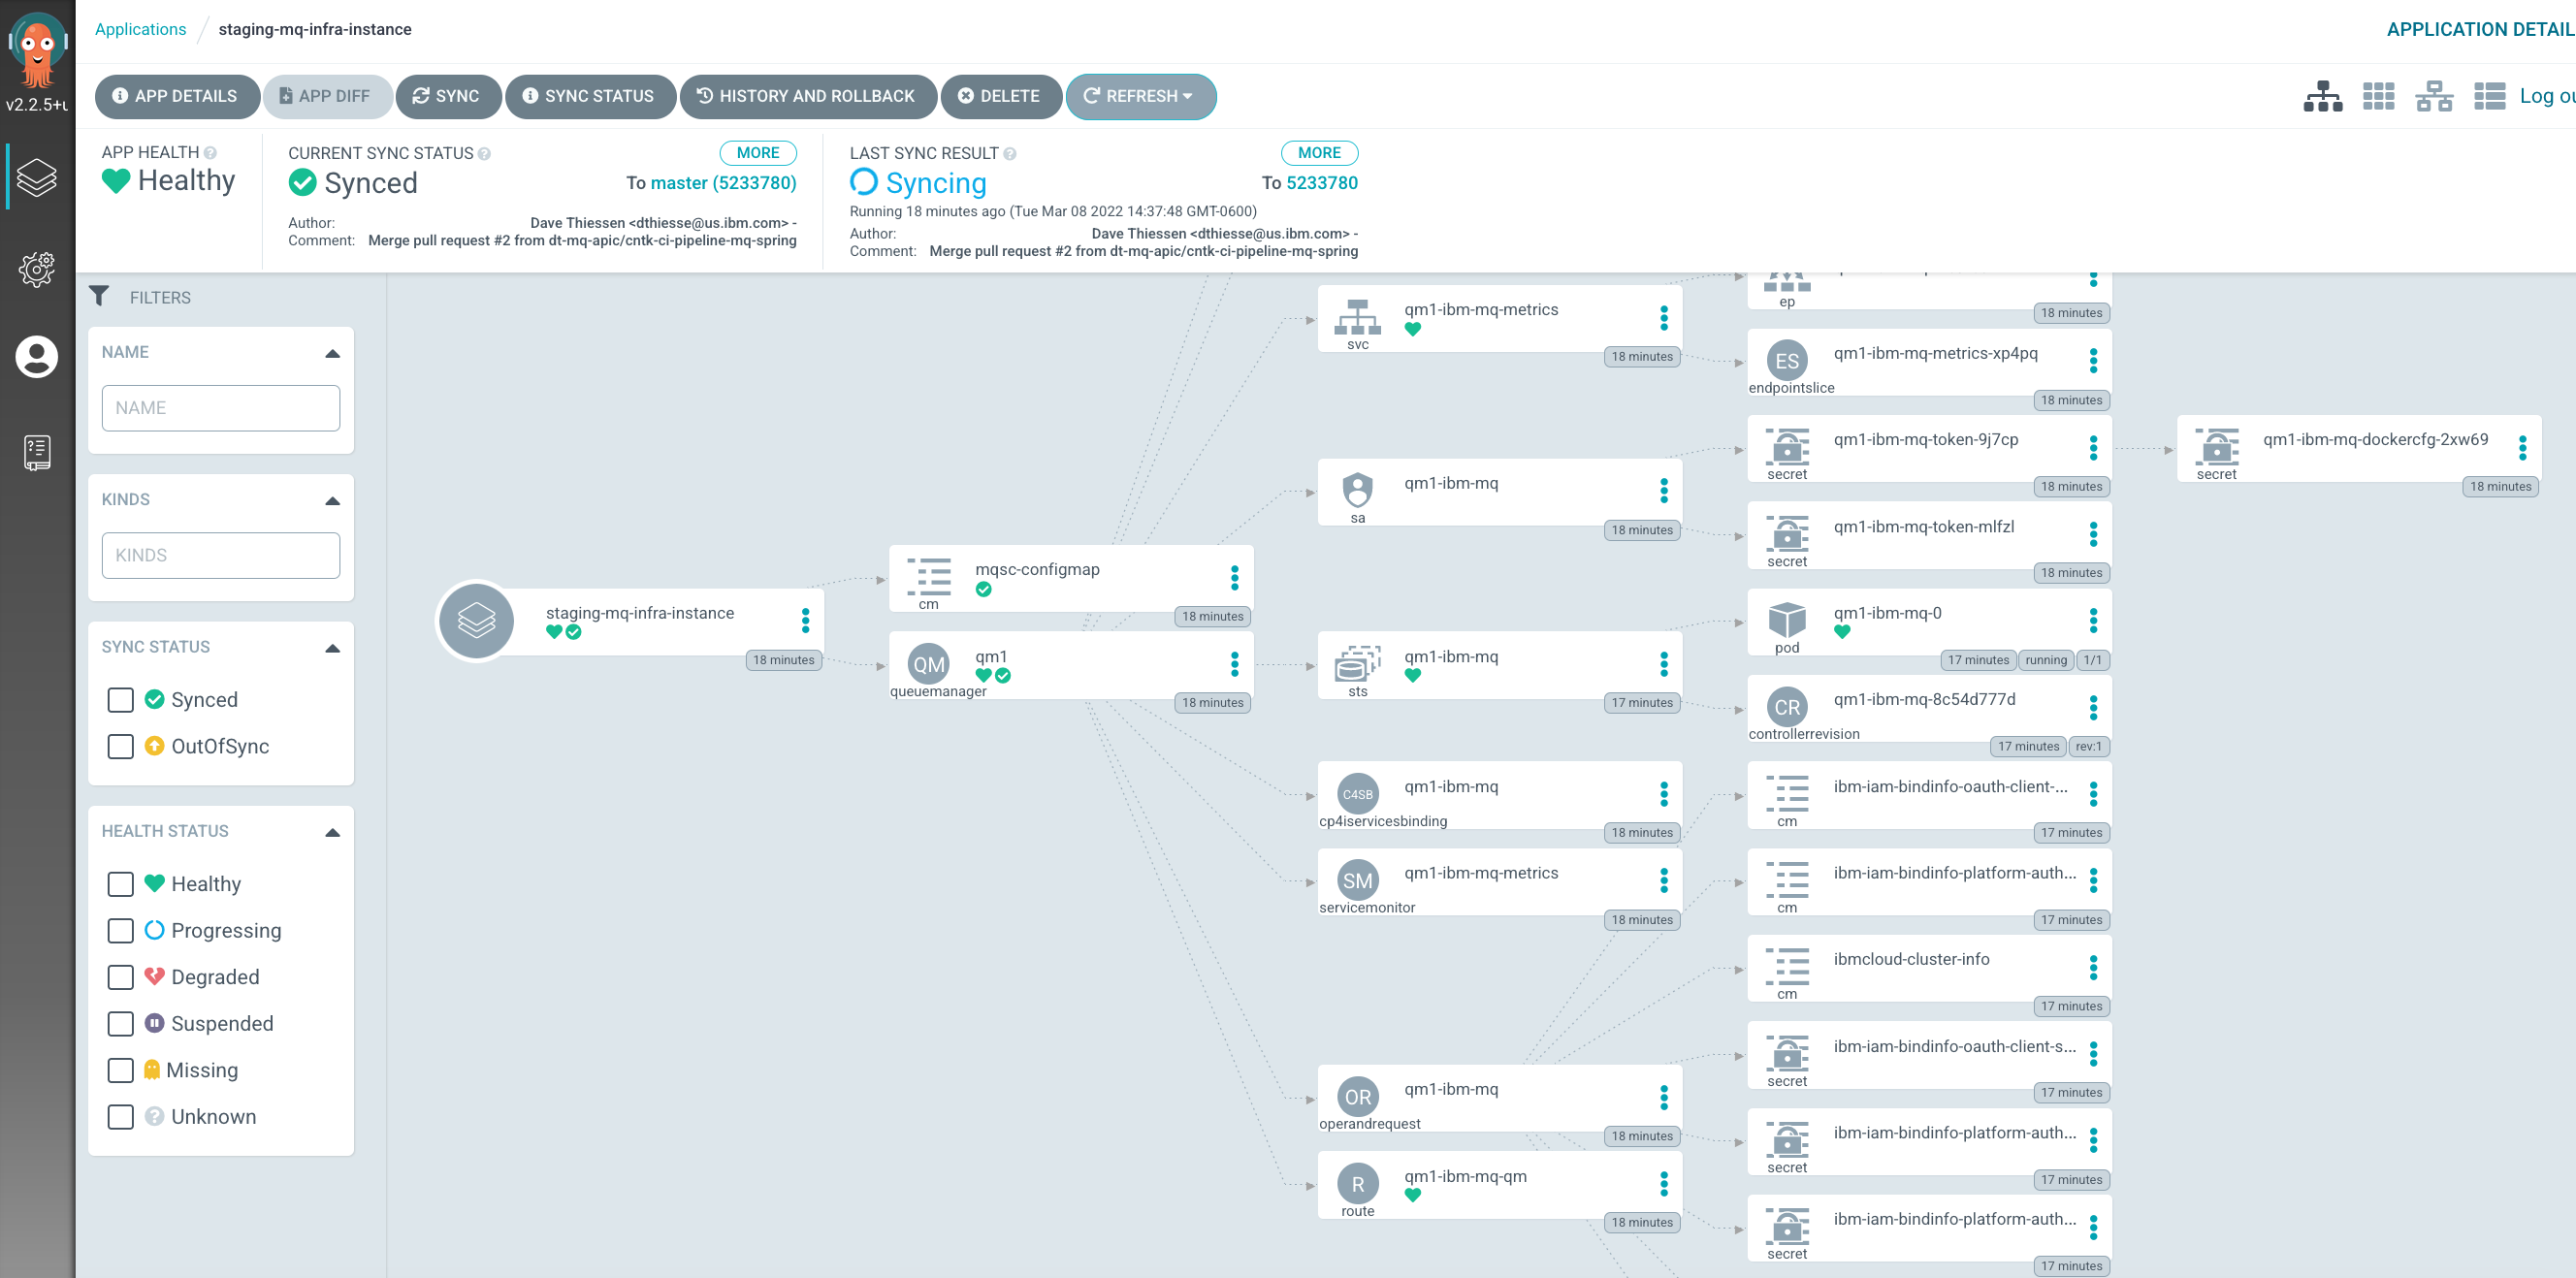 Applications / staging-mq-infra-instance
APPLICATION DETAIL
v2.2.5+u
APP DETAILS
APP DIFF
SYNC
SYNC STATUS
HISTORY AND ROLLBACK
DELETE
REFRESH
Log ou
APP HEALTH
Healthy
CURRENT SYNC STATUS
MORE
Synced
To master (5233780)
Author: Dave Thiessen <dthiesse@us.ibm.com> -
Comment: Merge pull request #2 from dt-mq-apic/cntk-ci-pipeline-mq-spring
LAST SYNC RESULT
MORE
Syncing
To 5233780
Running 18 minutes ago (Tue Mar 08 2022 14:37:48 GMT-0600)
Author: Dave Thiessen <dthiesse@us.ibm.com> -
Comment: Merge pull request #2 from dt-mq-apic/cntk-ci-pipeline-mq-spring
FILTERS
NAME
NAME
KINDS
KINDS
SYNC STATUS
Synced
OutOfSync
HEALTH STATUS
Healthy
Progressing
Degraded
Suspended
Missing
Unknown
staging-mq-infra-instance
18 minutes
mqsc-configmap
cm
18 minutes
QM
qm1
queuemanager
18 minutes
qm1-ibm-mq-metrics
svc
18 minutes
qm1-ibm-mq
sa
18 minutes
qm1-ibm-mq
sts
17 minutes
C4SB
qm1-ibm-mq
cp4iservicesbinding
18 minutes
SM
qm1-ibm-mq-metrics
servicemonitor
18 minutes
OR
qm1-ibm-mq
operandrequest
18 minutes
R
qm1-ibm-mq-qm
route
18 minutes
ep
18 minutes
ES
qm1-ibm-mq-metrics-xp4pq
endpointslice
18 minutes
qm1-ibm-mq-token-9j7cp
secret
18 minutes
qm1-ibm-mq-token-mlfzl
secret
18 minutes
qm1-ibm-mq-0
pod
17 minutes running 1/1
CR
qm1-ibm-mq-8c54d777d
controllerrevision
17 minutes rev:1
ibm-iam-bindinfo-oauth-client-...
cm
17 minutes
ibm-iam-bindinfo-platform-auth...
cm
17 minutes
ibmcloud-cluster-info
cm
17 minutes
ibm-iam-bindinfo-oauth-client-s...
secret
17 minutes
ibm-iam-bindinfo-platform-auth...
secret
17 minutes
ibm-iam-bindinfo-platform-auth...
secret
17 minutes
qm1-ibm-mq-dockercfg-2xw69
secret
18 minutes